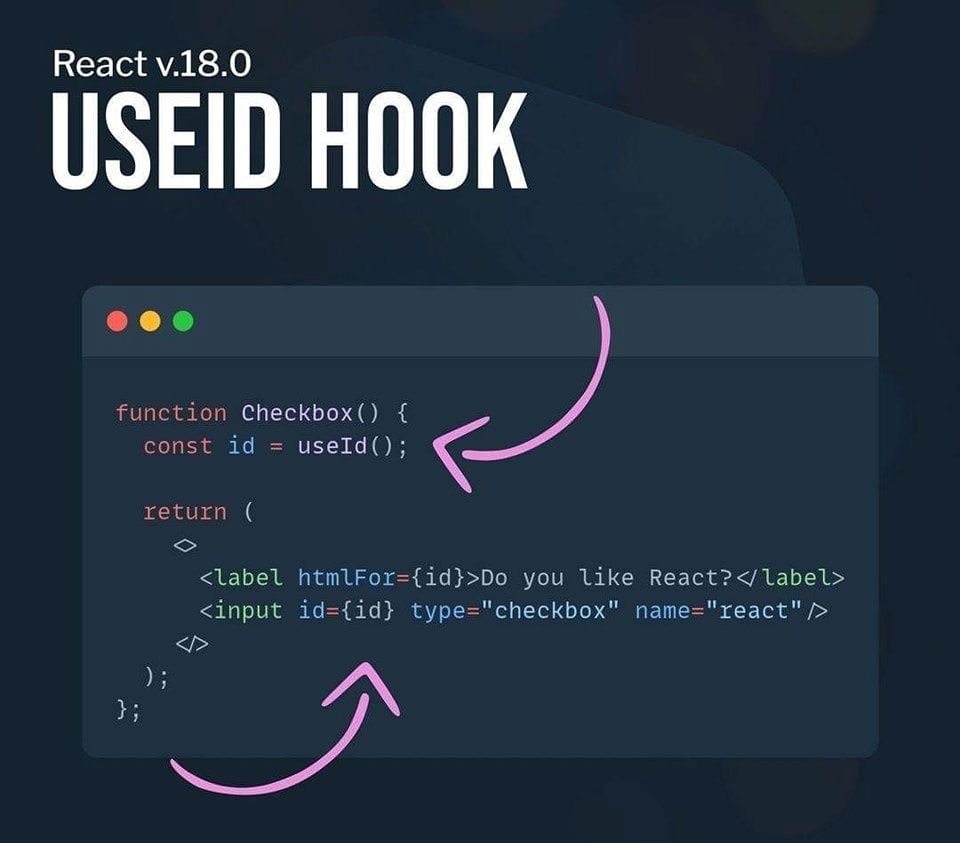 React v.18.0
USEID HOOK
function Checkbox() {
  const id = useId();
  return (
    <>
      <label htmlFor={id}>Do you like React?</label>
      <input id={id} type="checkbox" name="react"/>
    </>
  );
};